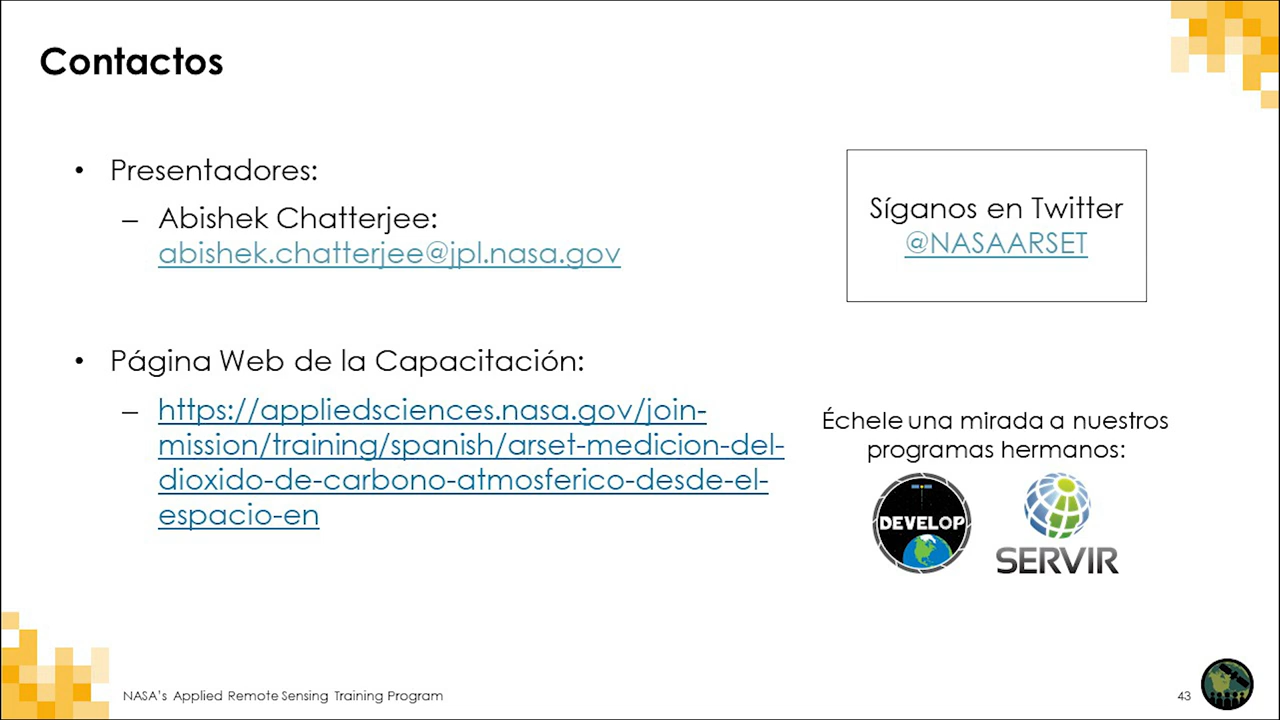 Contactos
• Presentadores:
– Abishek Chatterjee:
abishek.chatterjee@jpl.nasa.gov
Síganos en Twitter
@NASAARSET
• Página Web de la Capacitación:
– https://appliedsciences.nasa.gov/join-
mission/training/spanish/arset-medicion-del-
dioxido-de-carbono-atmosferico-desde-el-
espacio-en
Échele una mirada a nuestros
programas hermanos:
DEVELOP
SERVIR
NASA's Applied Remote Sensing Training Program
43